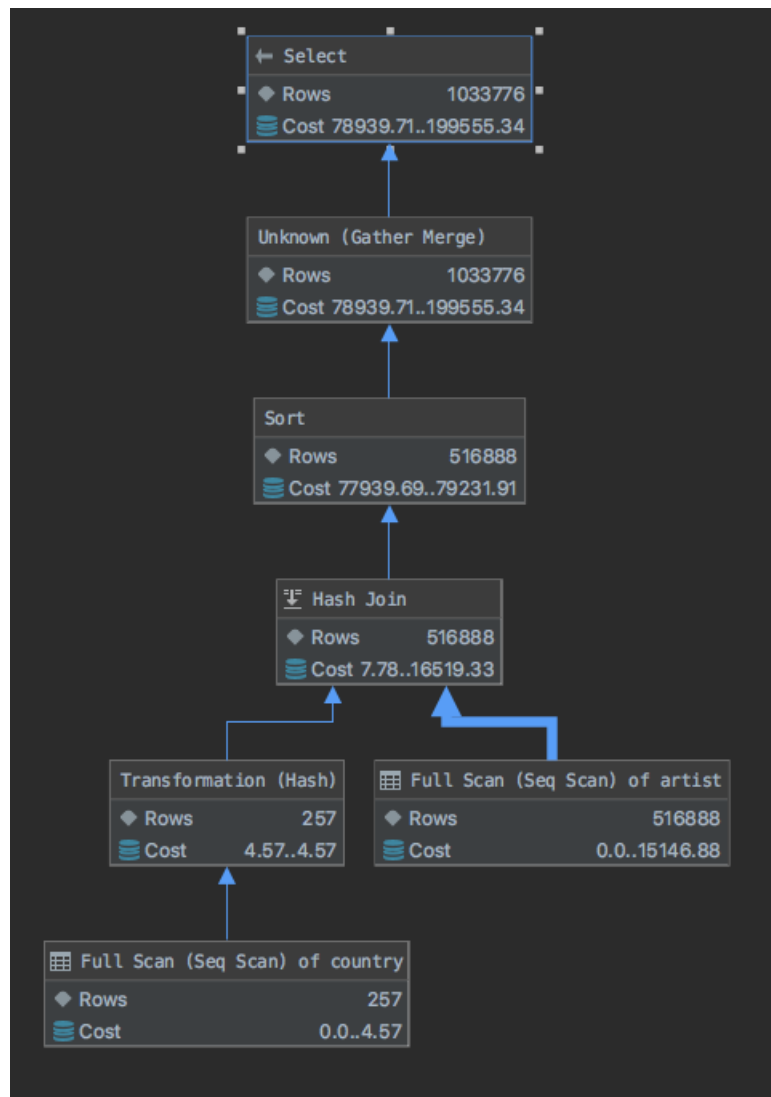 Select
Rows 1033776
Cost 78939.71..199555.34
Unknown (Gather Merge)
Rows 1033776
Cost 78939.71..199555.34
Sort
Rows 516888
Cost 77939.69..79231.91
Hash Join
Rows 516888
Cost 7.78..16519.33
Transformation (Hash)
Rows 257
Cost 4.57..4.57
Full Scan (Seq Scan) of artist
Rows 516888
Cost 0.0..15146.88
Full Scan (Seq Scan) of country
Rows 257
Cost 0.0..4.57